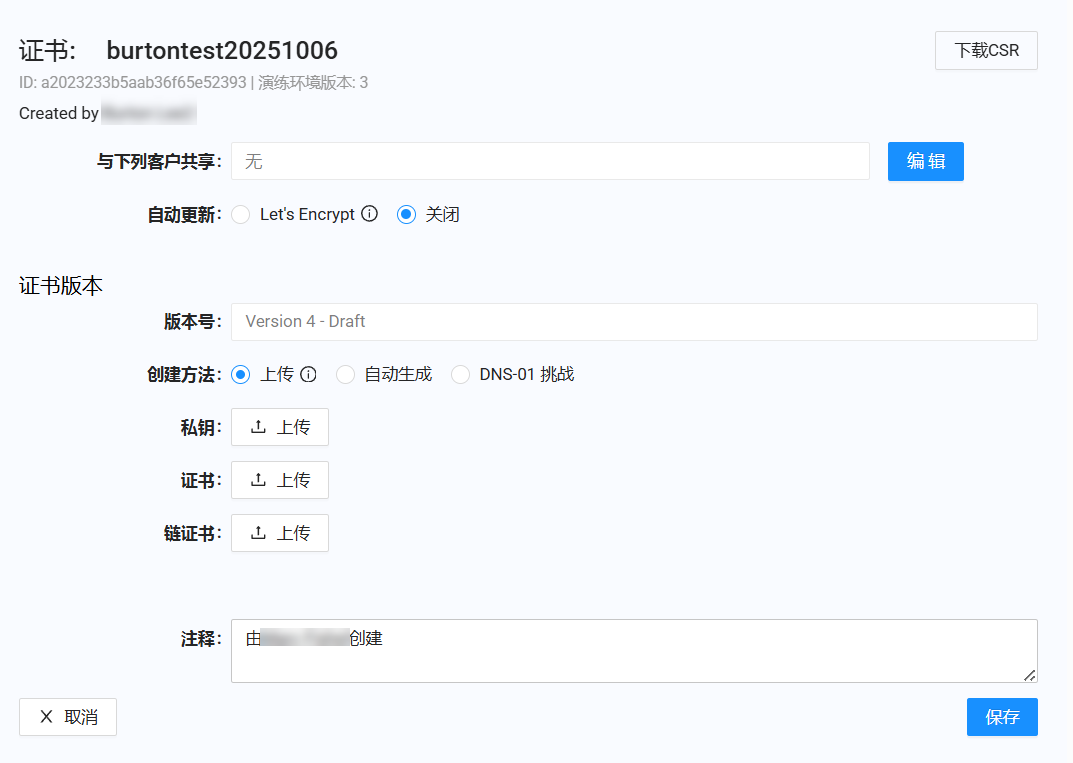 证书: burtontest20251006
下载CSR
ID: a2023233b5aab36f65e52393 | 演练环境版本: 3
Created by
与下列客户共享: 无
编辑
自动更新: Let's Encrypt 关闭
证书版本
版本号: Version 4 - Draft
创建方法: 上传 自动生成 DNS-01 挑战
私钥: 上传
证书: 上传
链证书: 上传
注释: 由 创建
取消
保存